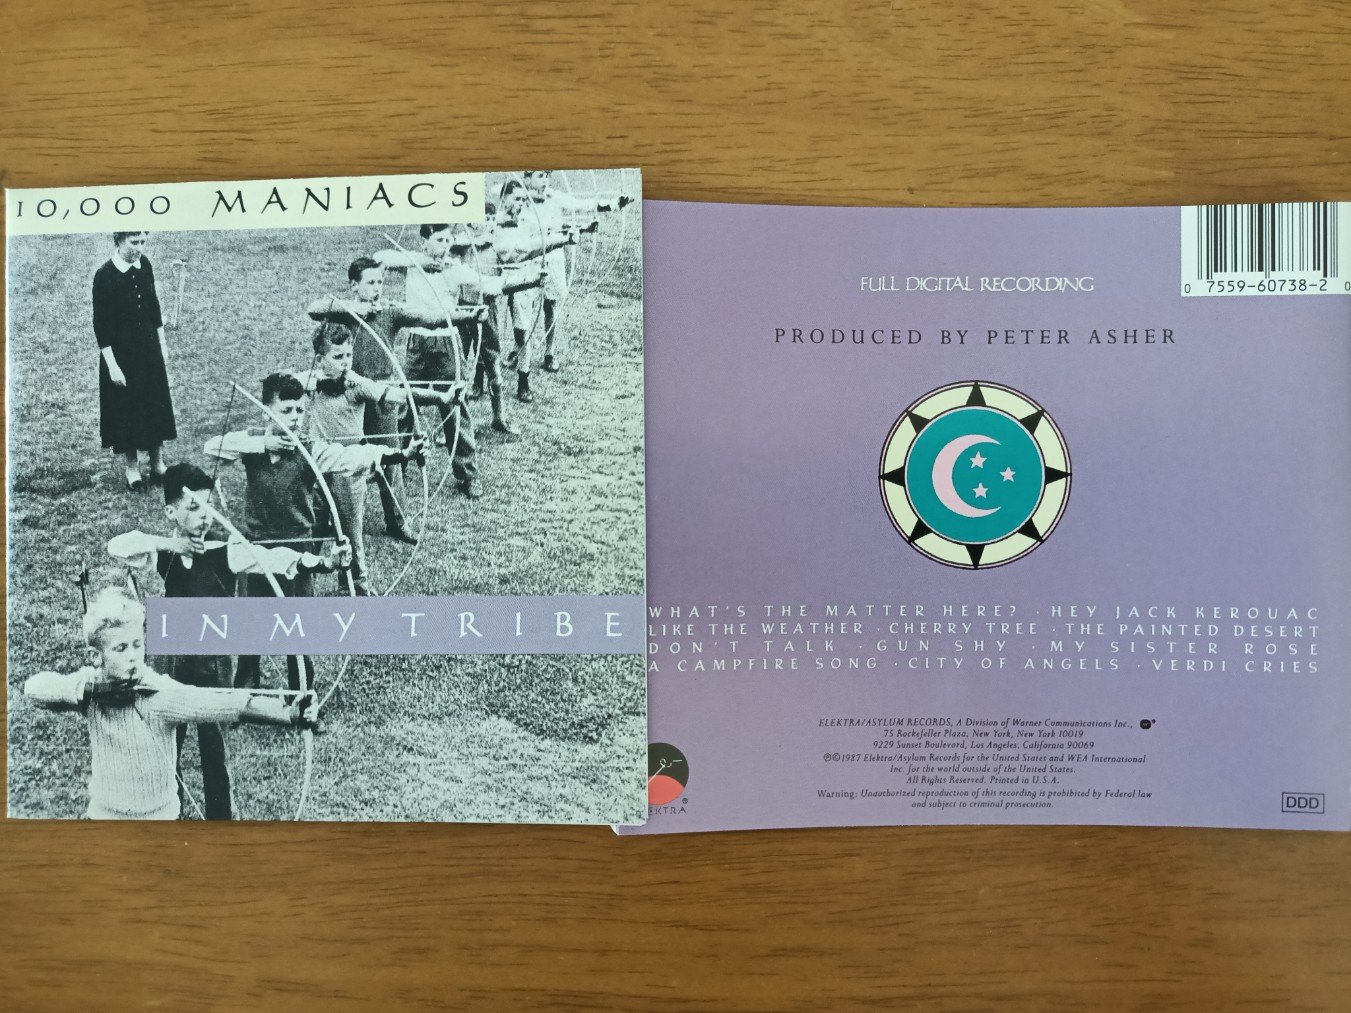 10,000 MANIACS
IN MY TRIBE
0 7559-60738-2 0
FULL DIGITAL RECORDING
PRODUCED BY PETER ASHER
WHAT'S THE MATTER HERE? · HEY JACK KEROUAC
LIKE THE WEATHER · CHERRY TREE · THE PAINTED DESERT
DON'T TALK · GUN SHY · MY SISTER ROSE
A CAMPFIRE SONG · CITY OF ANGELS · VERDI CRIES
ELEKTRA/ASYLUM RECORDS, A Division of Warner Communications Inc.,
75 Rockefeller Plaza, New York, New York 10019
9229 Sunset Boulevard, Los Angeles, California 90069
℗©1987 Elektra/Asylum Records for the United States and WEA International
Inc. for the world outside of the United States.
All Rights Reserved. Printed in U.S.A.
Warning: Unauthorized reproduction of this recording is prohibited by Federal law
and subject to criminal prosecution.
EKTRA®
DDD